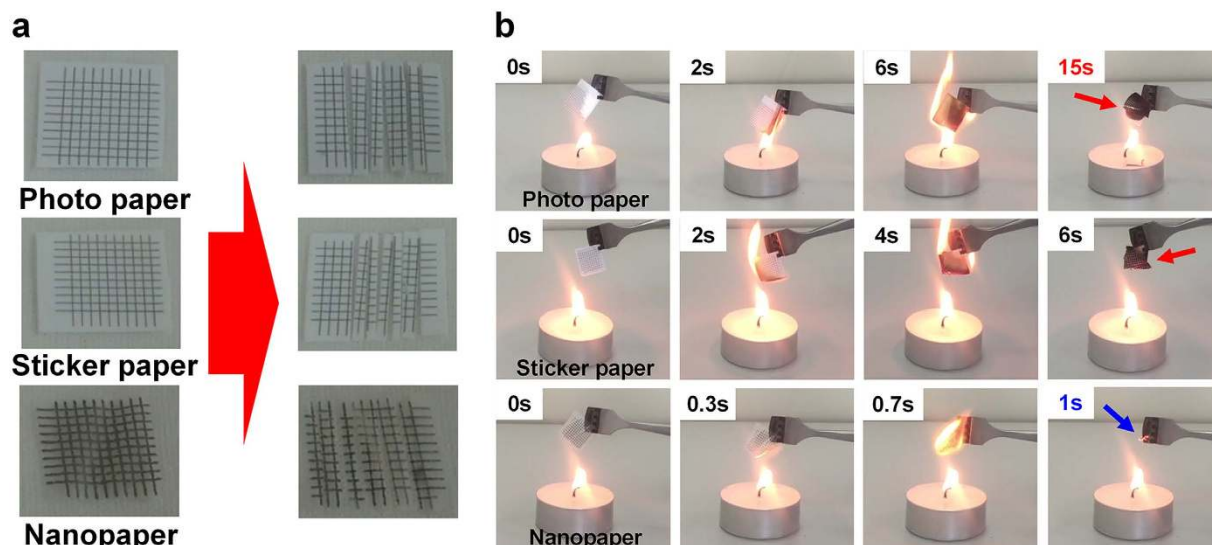 a
Photo paper
Sticker paper
Nanopaper
b
0s
2s
6s
15s
Photo paper
0s
2s
4s
6s
Sticker paper
0s
0.3s
0.7s
1s
Nanopaper